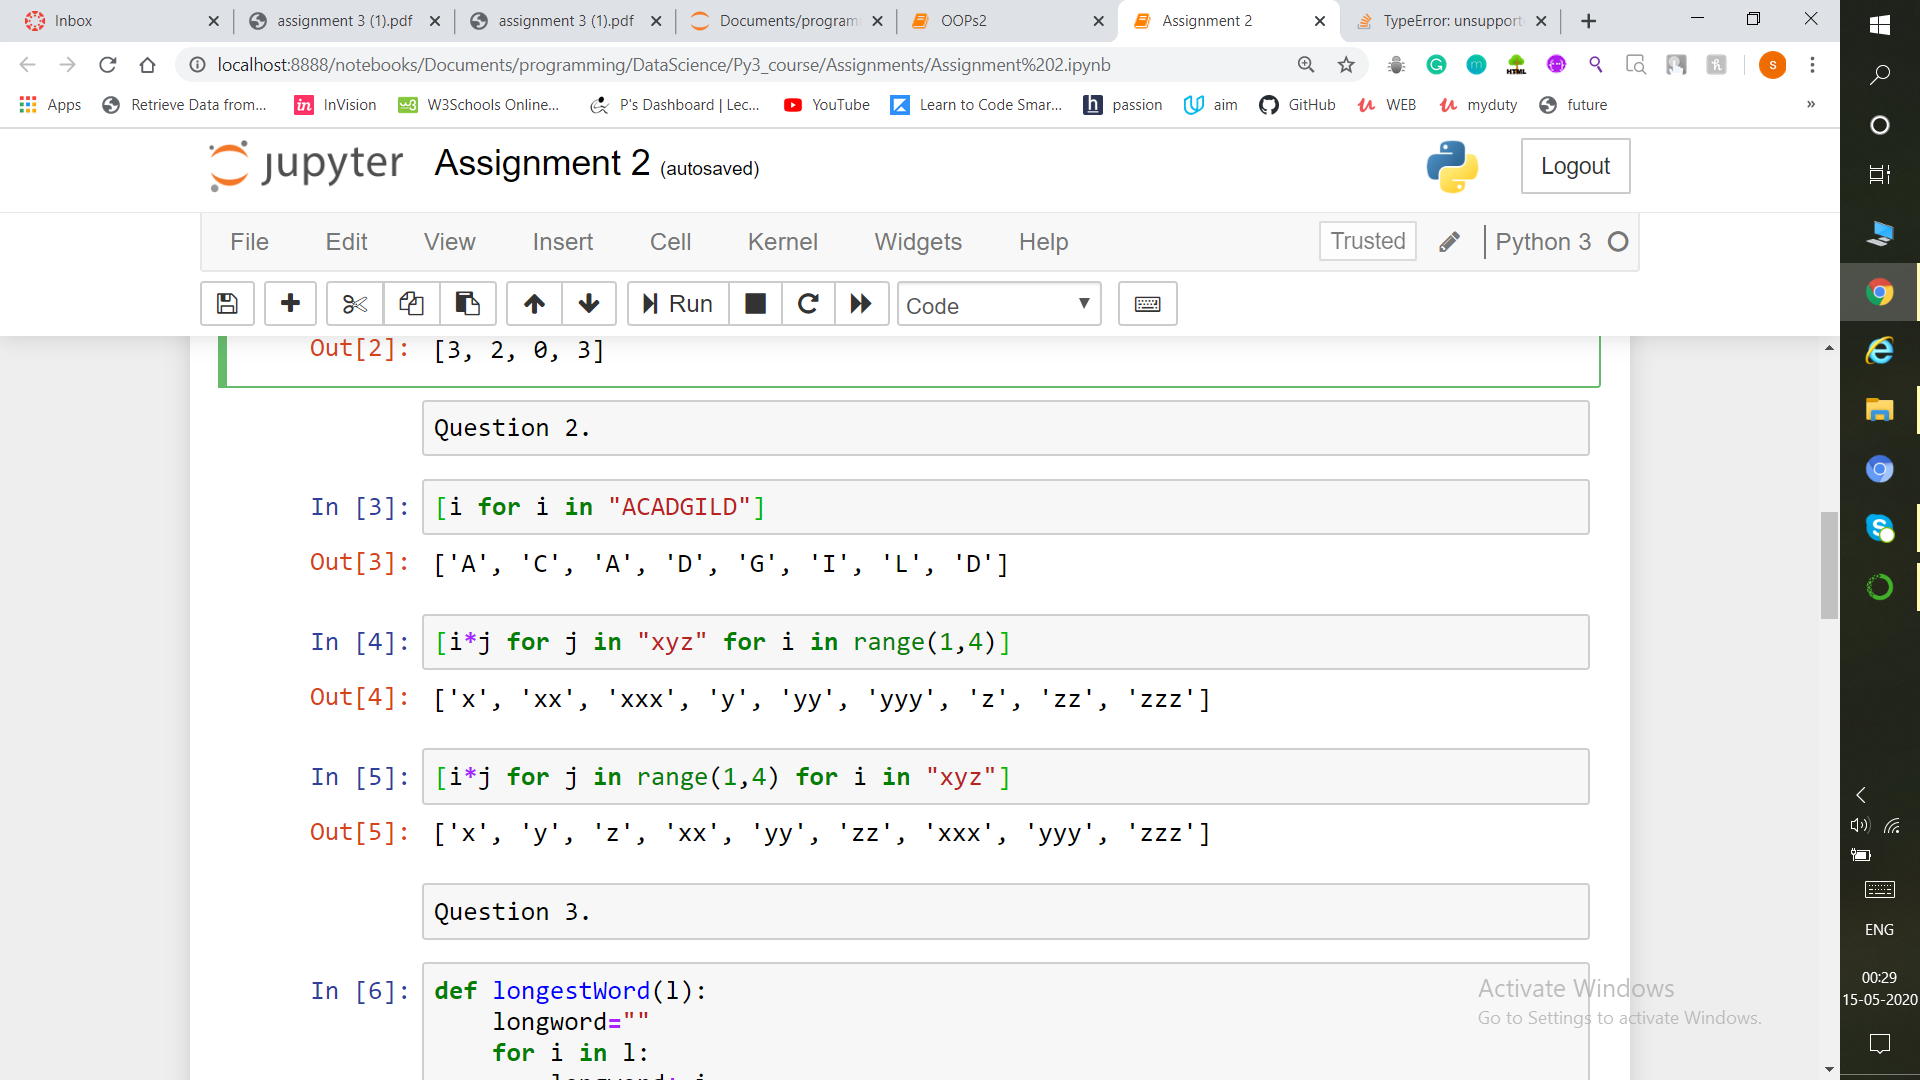 Inbox
assignment 3 (1).pdf
assignment 3 (1).pdf
Documents/program
OOPs2
Assignment 2
TypeError: unsupport
localhost:8888/notebooks/Documents/programming/DataScience/Py3_course/Assignments/Assignment%202.ipynb
Apps
Retrieve Data from...
InVision
W3Schools Online...
P's Dashboard | Lec...
YouTube
Learn to Code Smar...
passion
aim
GitHub
WEB
myduty
future
»
jupyter
Assignment 2 (autosaved)
Logout
File Edit View Insert Cell Kernel Widgets Help
Trusted
Python 3
Run
Code
Out[2]: [3, 2, 0, 3]
Question 2.
In [3]: [i for i in "ACADGILD"]
Out[3]: ['A', 'C', 'A', 'D', 'G', 'I', 'L', 'D']
In [4]: [i*j for j in "xyz" for i in range(1,4)]
Out[4]: ['x', 'xx', 'xxx', 'y', 'yy', 'yyy', 'z', 'zz', 'zzz']
In [5]: [i*j for j in range(1,4) for i in "xyz"]
Out[5]: ['x', 'y', 'z', 'xx', 'yy', 'zz', 'xxx', 'yyy', 'zzz']
Question 3.
In [6]: def longestWord(l):
longword=""
for i in l:
Activate Windows
Go to Settings to activate Windows.
ENG
00:29
15-05-2020